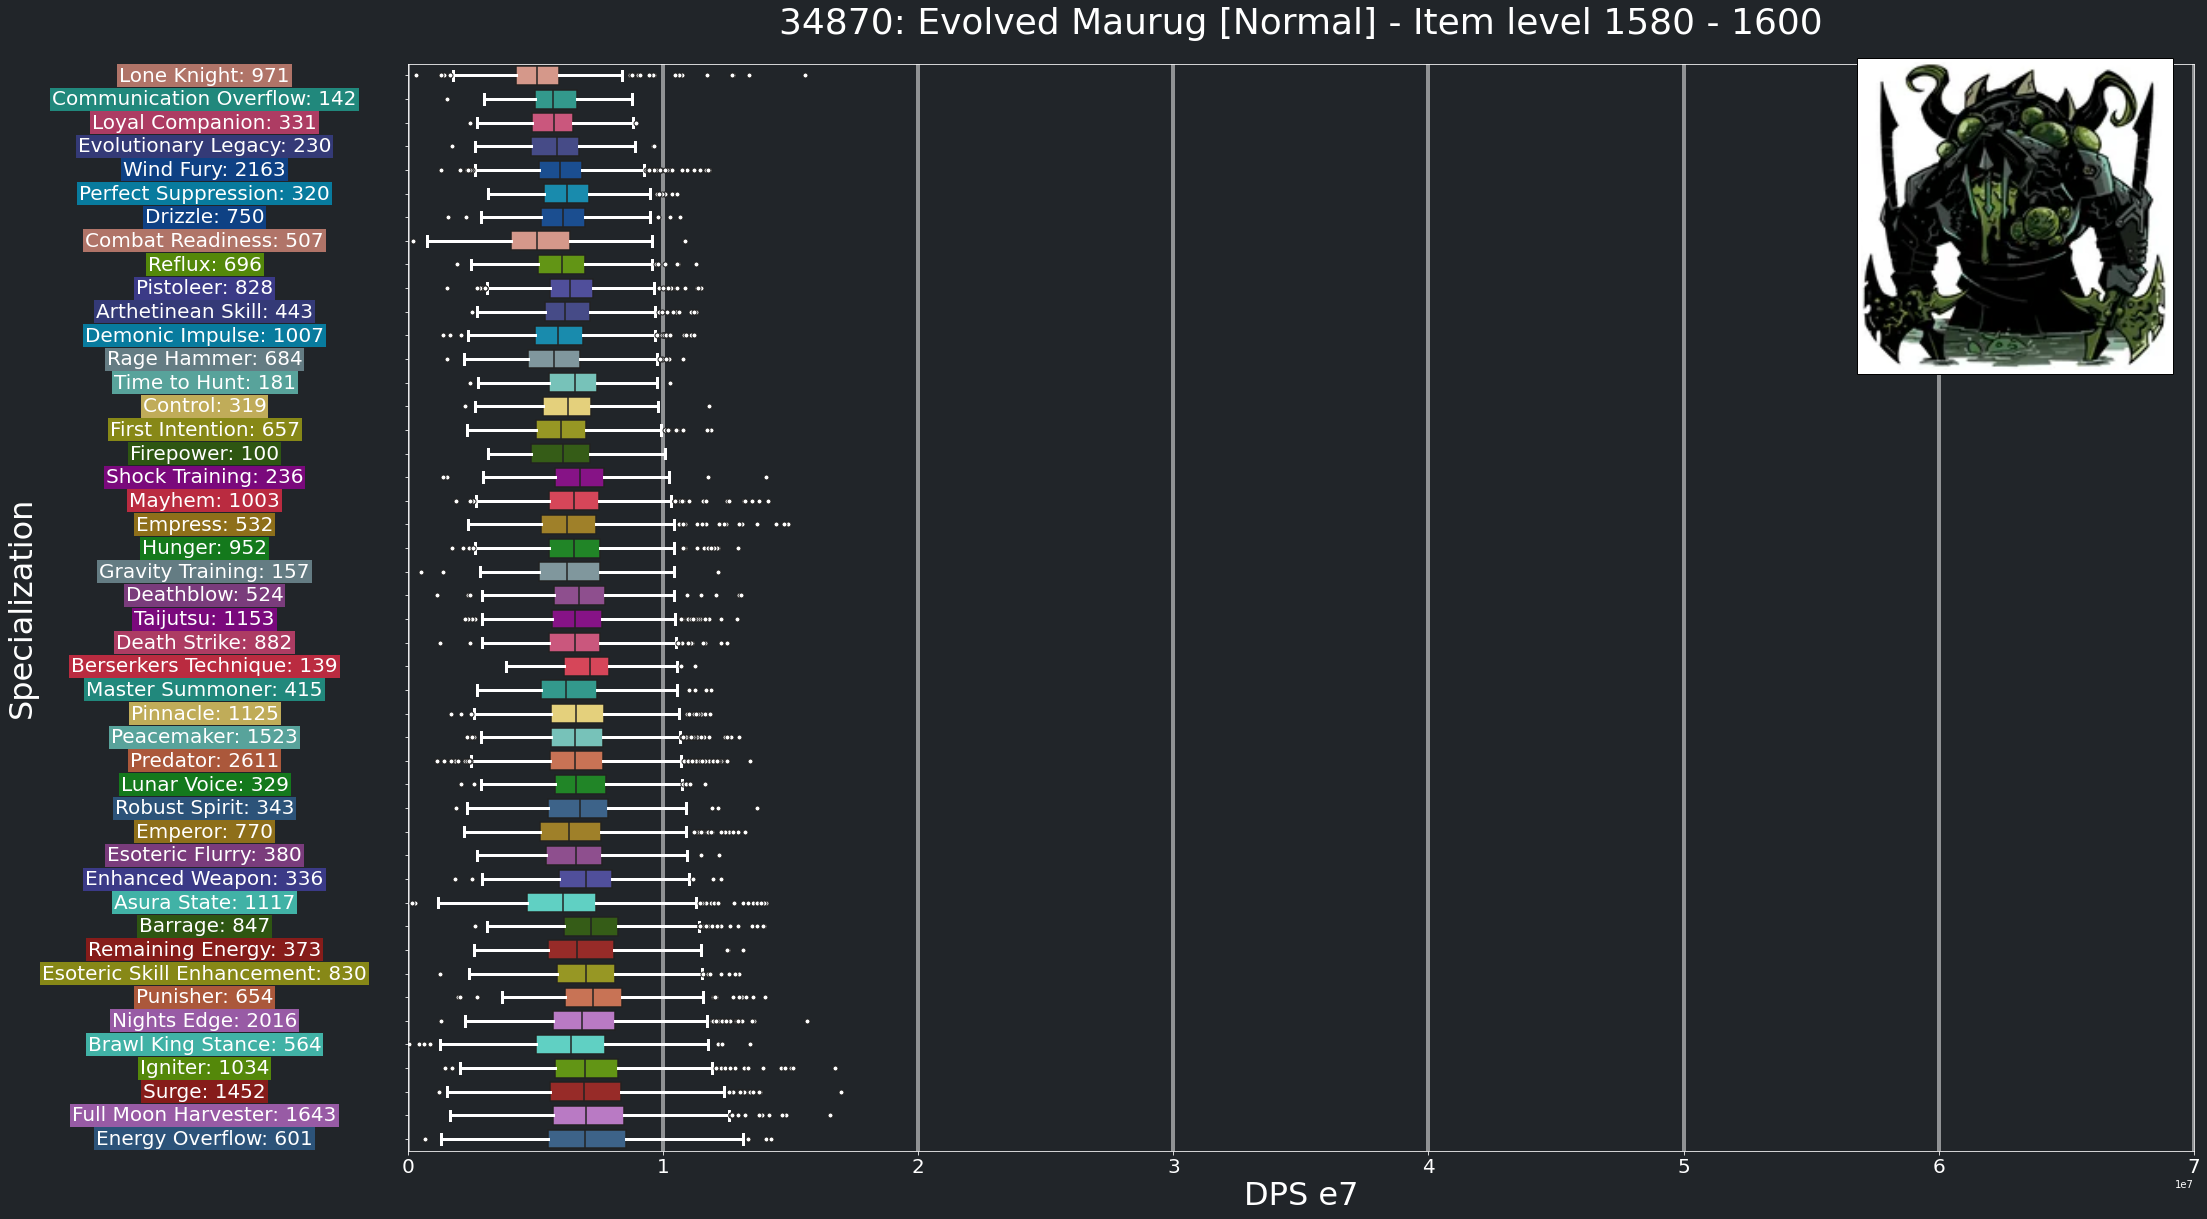 34870: Evolved Maurug [Normal] - Item level 1580 - 1600
Specialization
Lone Knight: 971
Communication Overflow: 142
Loyal Companion: 331
Evolutionary Legacy: 230
Wind Fury: 2163
Perfect Suppression: 320
Drizzle: 750
Combat Readiness: 507
Reflux: 696
Pistoleer: 828
Arthetinean Skill: 443
Demonic Impulse: 1007
Rage Hammer: 684
Time to Hunt: 181
Control: 319
First Intention: 657
Firepower: 100
Shock Training: 236
Mayhem: 1003
Empress: 532
Hunger: 952
Gravity Training: 157
Deathblow: 524
Taijutsu: 1153
Death Strike: 882
Berserkers Technique: 139
Master Summoner: 415
Pinnacle: 1125
Peacemaker: 1523
Predator: 2611
Lunar Voice: 329
Robust Spirit: 343
Emperor: 770
Esoteric Flurry: 380
Enhanced Weapon: 336
Asura State: 1117
Barrage: 847
Remaining Energy: 373
Esoteric Skill Enhancement: 830
Punisher: 654
Nights Edge: 2016
Brawl King Stance: 564
Igniter: 1034
Surge: 1452
Full Moon Harvester: 1643
Energy Overflow: 601
0 1 2 3 4 5 6 7
1e7
DPS e7